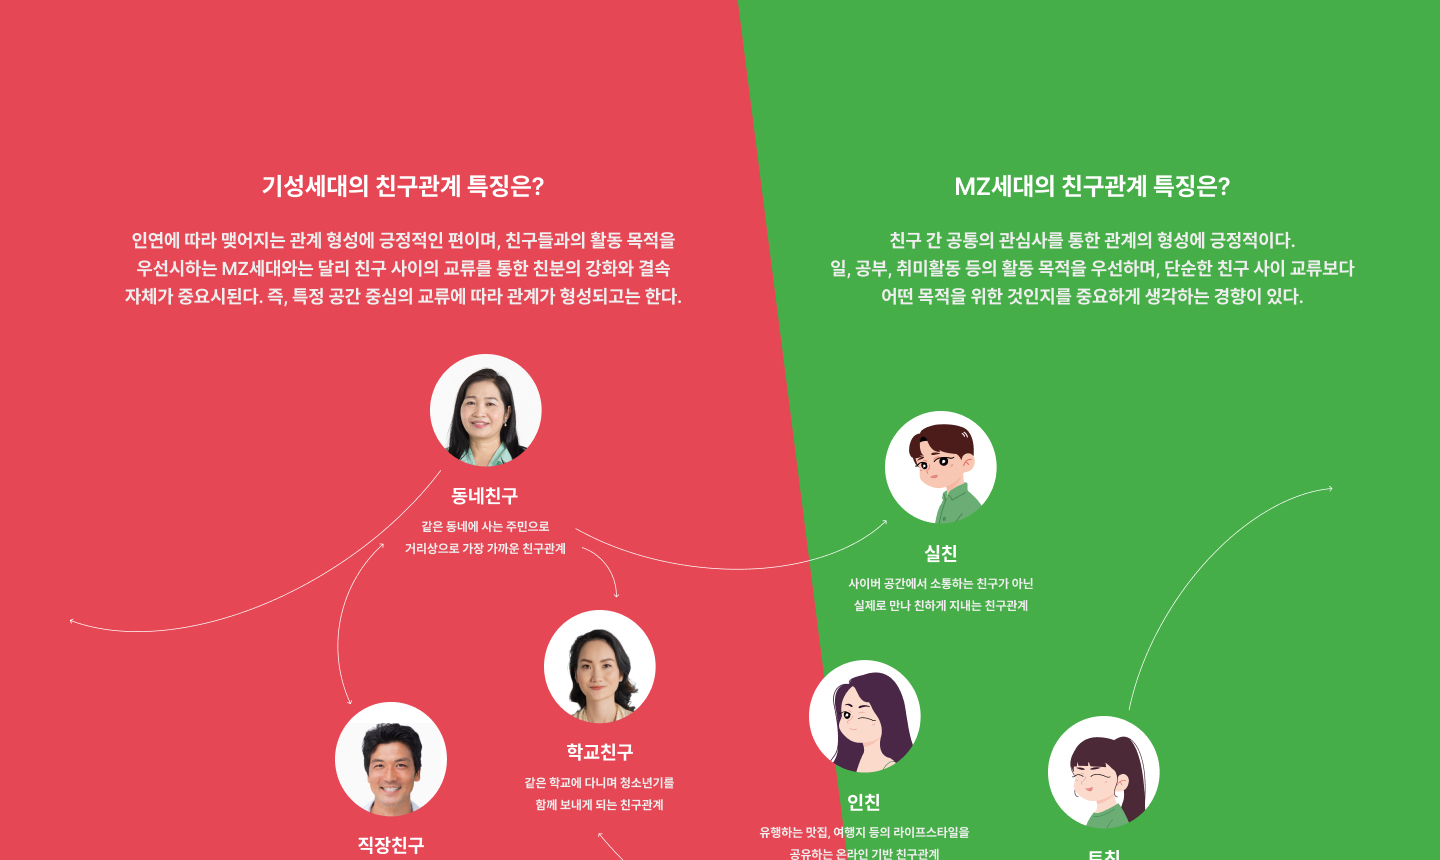 기성세대의 친구관계 특징은?
인연에 따라 맺어지는 관계 형성에 긍정적인 편이며, 친구들과의 활동 목적을
우선시하는 MZ세대와는 달리 친구 사이의 교류를 통한 친분의 강화와 결속
자체가 중요시된다. 즉, 특정 공간 중심의 교류에 따라 관계가 형성되고는 한다.
동네친구
같은 동네에 사는 주민으로
거리상으로 가장 가까운 친구관계
학교친구
같은 학교에 다니며 청소년기를
함께 보내게 되는 친구관계
직장친구
MZ세대의 친구관계 특징은?
친구 간 공통의 관심사를 통한 관계의 형성에 긍정적이다.
일, 공부, 취미활동 등의 활동 목적을 우선하며, 단순한 친구 사이 교류보다
어떤 목적을 위한 것인지를 중요하게 생각하는 경향이 있다.
실친
사이버 공간에서 소통하는 친구가 아닌
실제로 만나 친하게 지내는 친구관계
인친
유행하는 맛집, 여행지 등의 라이프스타일을
공유하는 온라인 기반 친구관계